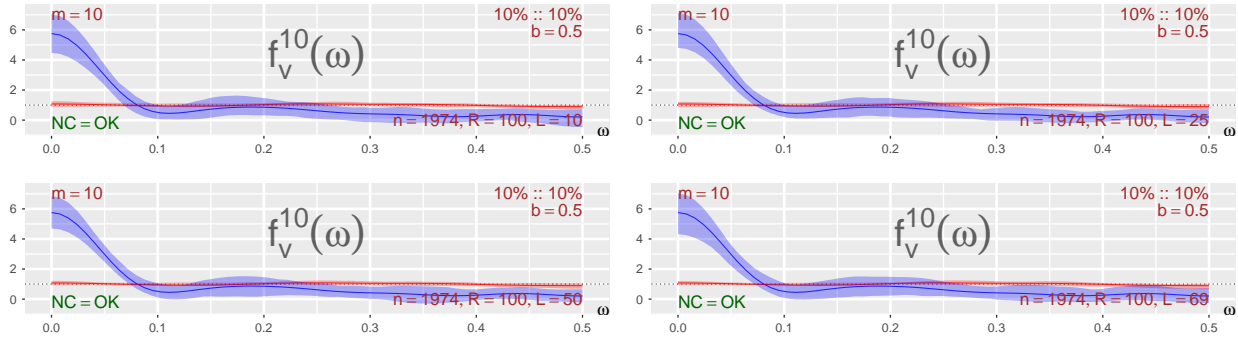 m = 10
10% :: 10%
b = 0.5
f_v^10(ω)
NC = OK
n = 1974, R = 100, L = 10
6
4
2
0
0.0 0.1 0.2 0.3 0.4 0.5
ω
m = 10
10% :: 10%
b = 0.5
f_v^10(ω)
NC = OK
n = 1974, R = 100, L = 25
6
4
2
0
0.0 0.1 0.2 0.3 0.4 0.5
ω
m = 10
10% :: 10%
b = 0.5
f_v^10(ω)
NC = OK
n = 1974, R = 100, L = 50
6
4
2
0
0.0 0.1 0.2 0.3 0.4 0.5
ω
m = 10
10% :: 10%
b = 0.5
f_v^10(ω)
NC = OK
n = 1974, R = 100, L = 69
6
4
2
0
0.0 0.1 0.2 0.3 0.4 0.5
ω